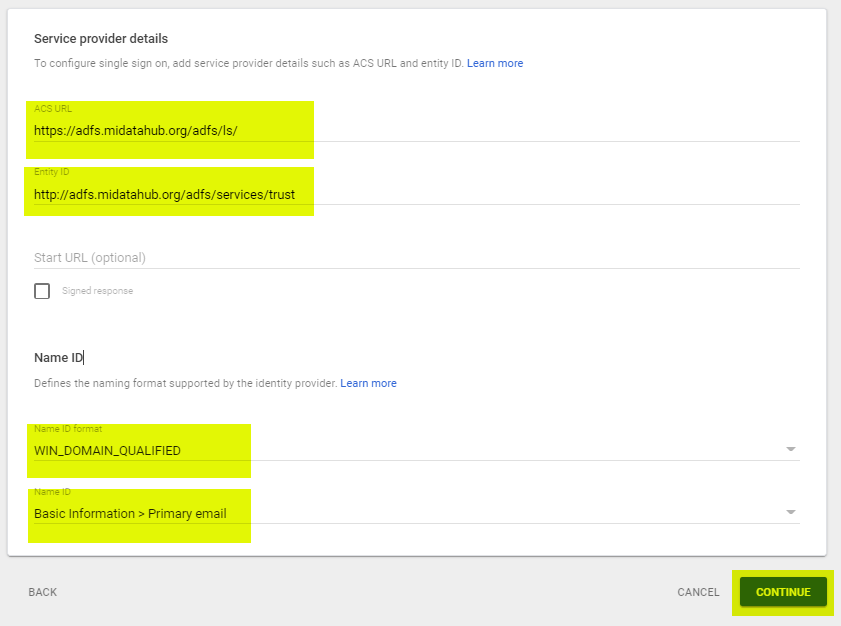 Service provider details
To configure single sign on, add service provider details such as ACS URL and entity ID. Learn more
ACS URL
https://adfs.midatahub.org/adfs/ls/
Entity ID
http://adfs.midatahub.org/adfs/services/trust
Start URL (optional)
Signed response
Name ID
Defines the naming format supported by the identity provider. Learn more
Name ID format
WIN_DOMAIN_QUALIFIED
Name ID
Basic Information > Primary email
BACK CANCEL CONTINUE